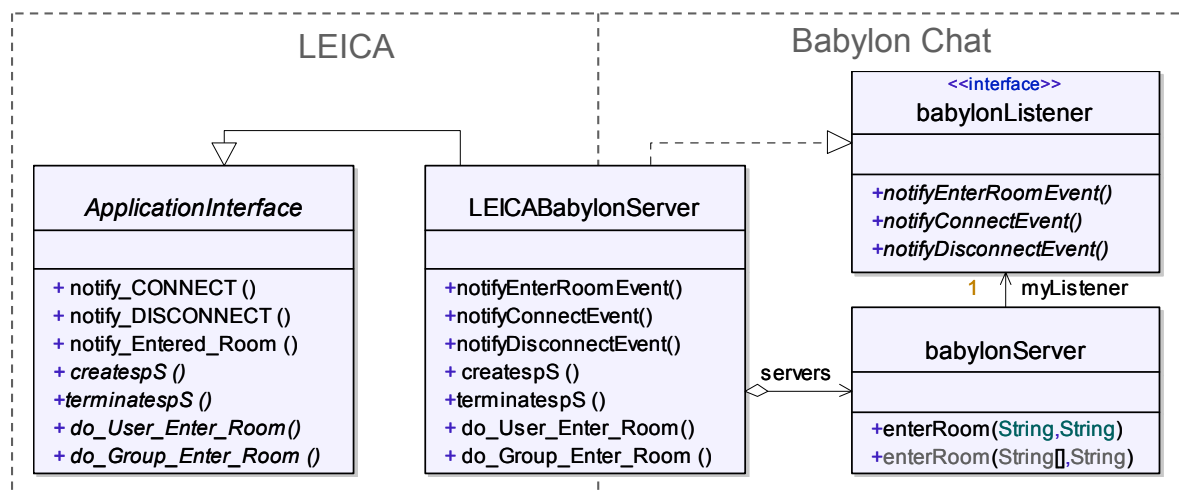 LEICA
Babylon Chat
<<interface>>
babylonListener
+notifyEnterRoomEvent()
+notifyConnectEvent()
+notifyDisconnectEvent()
ApplicationInterface
+ notify_CONNECT ()
+ notify_DISCONNECT ()
+ notify_Entered_Room ()
+ createspS ()
+terminatespS ()
+ do_User_Enter_Room()
+ do_Group_Enter_Room ()
LEICABabylonServer
+notifyEnterRoomEvent()
+notifyConnectEvent()
+notifyDisconnectEvent()
+ createspS ()
+terminatespS ()
+ do_User_Enter_Room()
+ do_Group_Enter_Room ()
servers
1 myListener
babylonServer
+enterRoom(String,String)
+enterRoom(String[],String)